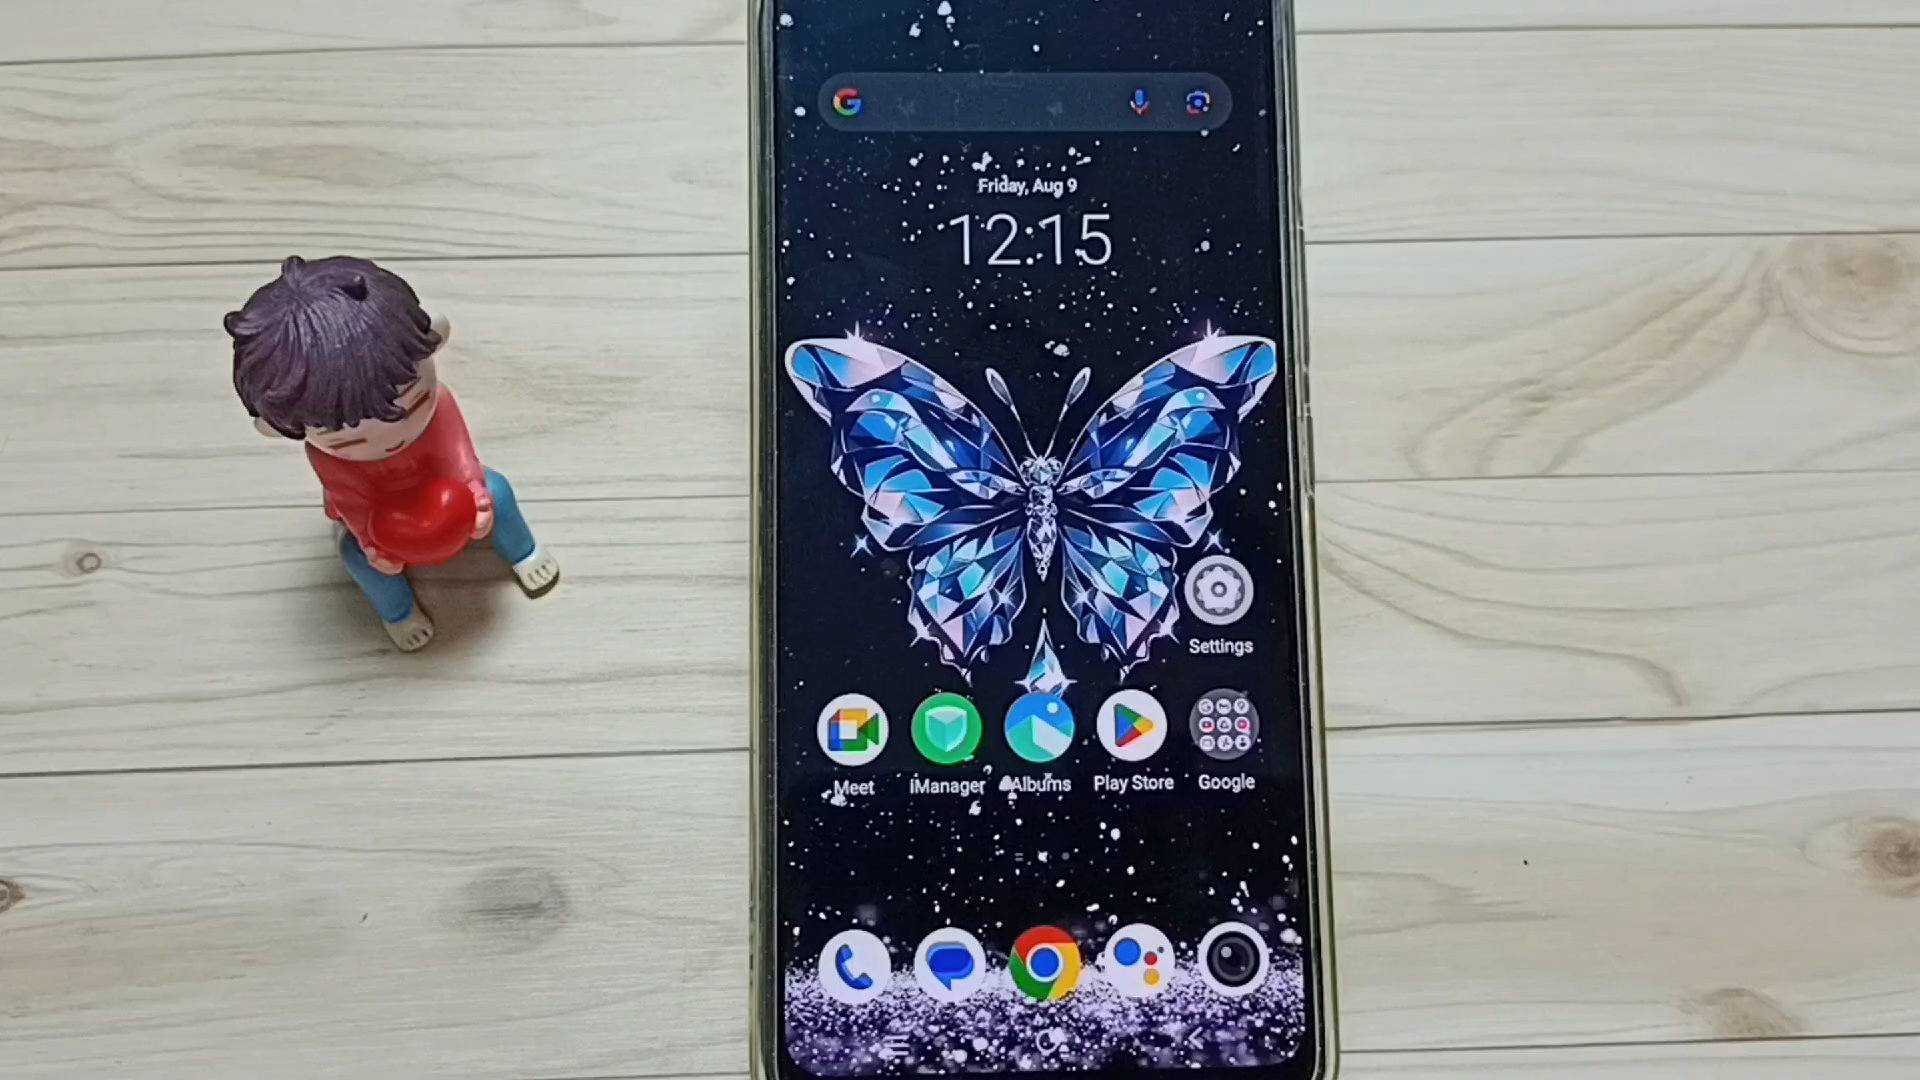 Friday, Aug 9
12:15
Settings
Meet
iManager
Albums
Play Store
Google